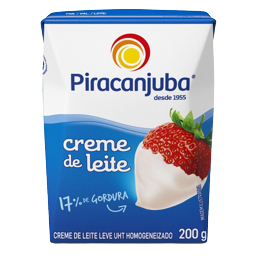 Piracanjuba®
desde 1955
creme
de leite
17% DE GORDURA
CREME DE LEITE LEVE UHT HOMOGENEIZADO
200 g